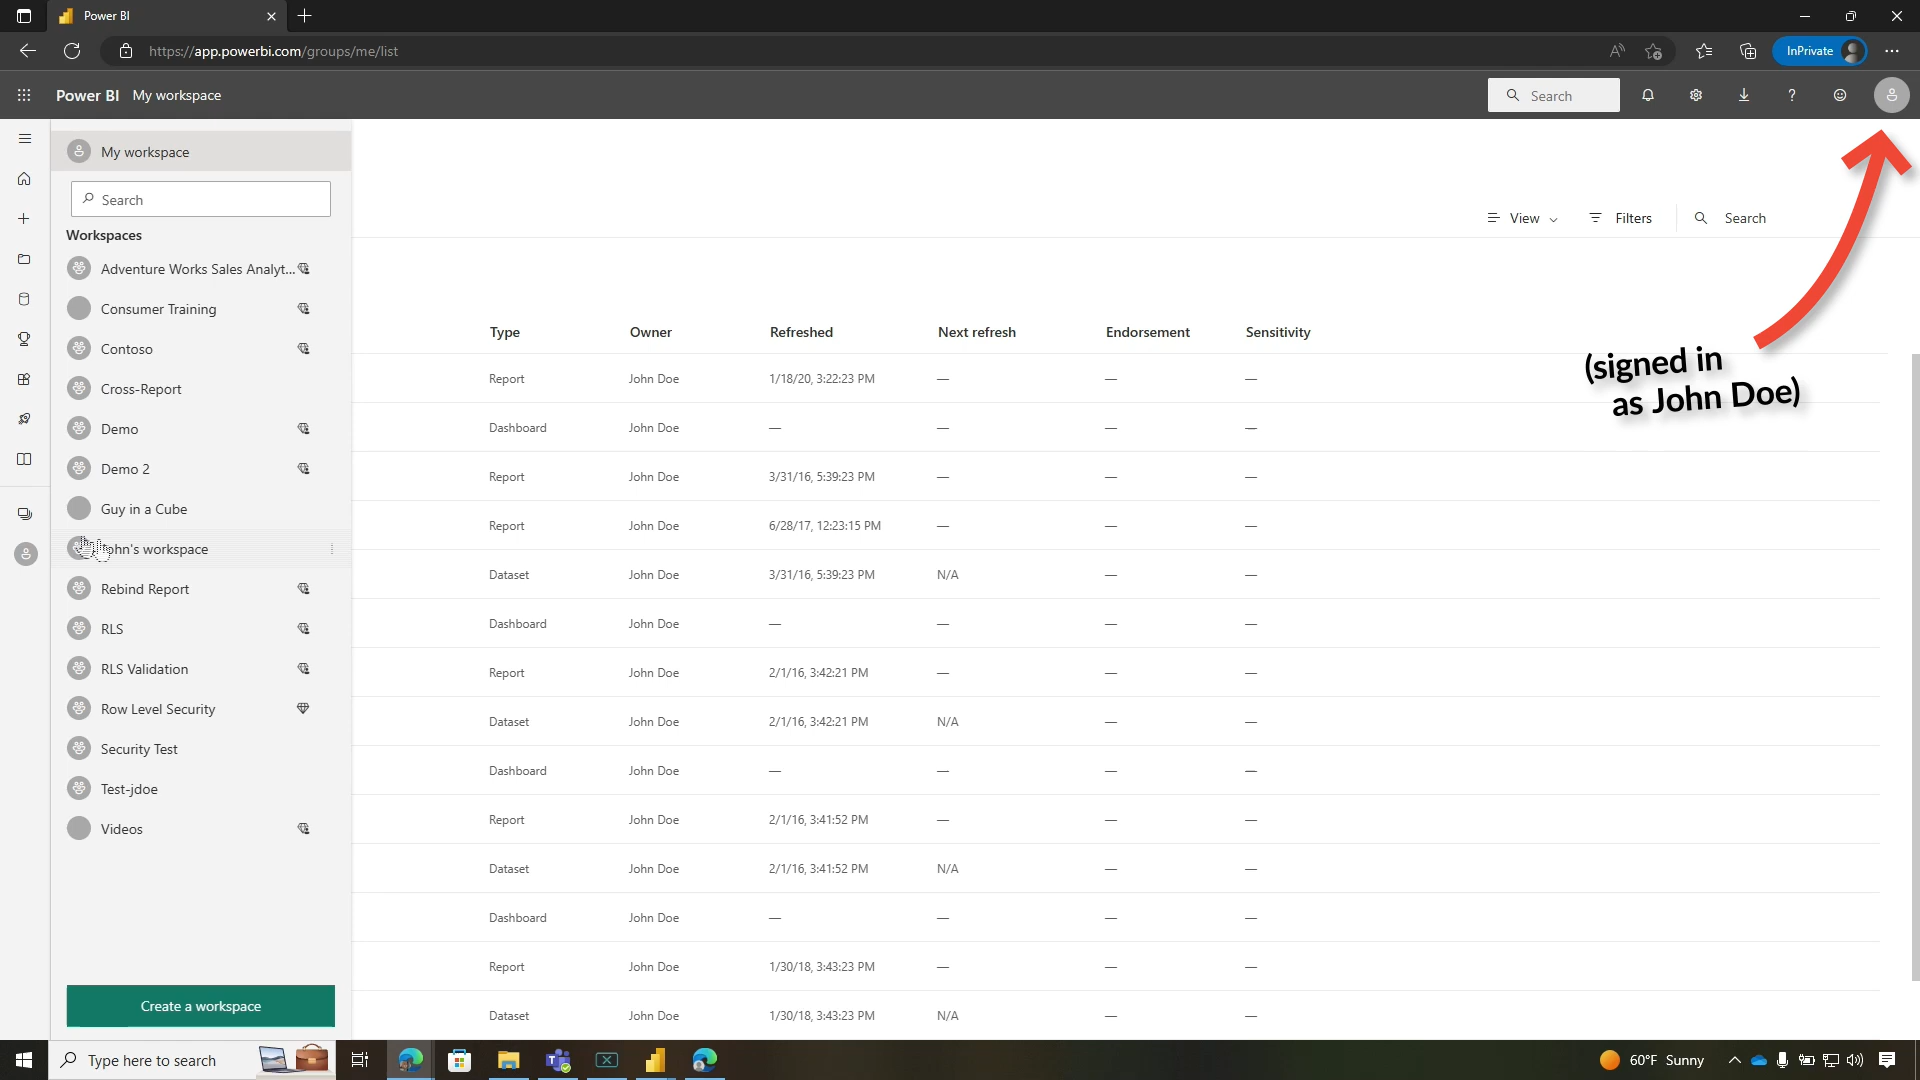 Power BI
https://app.powerbi.com/groups/me/list
InPrivate
Power BI My workspace
Search
My workspace
Search
Workspaces
Adventure Works Sales Analyt...
Consumer Training
Contoso
Cross-Report
Demo
Demo 2
Guy in a Cube
John's workspace
Rebind Report
RLS
RLS Validation
Row Level Security
Security Test
Test-jdoe
Videos
Create a workspace
View Filters Search
Type Owner Refreshed Next refresh Endorsement Sensitivity
Report John Doe 1/18/20, 3:22:23 PM — — —
Dashboard John Doe — — — —
Report John Doe 3/31/16, 5:39:23 PM — — —
Report John Doe 6/28/17, 12:23:15 PM — — —
Dataset John Doe 3/31/16, 5:39:23 PM N/A — —
Dashboard John Doe — — — —
Report John Doe 2/1/16, 3:42:21 PM — — —
Dataset John Doe 2/1/16, 3:42:21 PM N/A — —
Dashboard John Doe — — — —
Report John Doe 2/1/16, 3:41:52 PM — — —
Dataset John Doe 2/1/16, 3:41:52 PM N/A — —
Dashboard John Doe — — — —
Report John Doe 1/30/18, 3:43:23 PM — — —
Dataset John Doe 1/30/18, 3:43:23 PM N/A — —
(signed in
as John Doe)
Type here to search
60°F Sunny